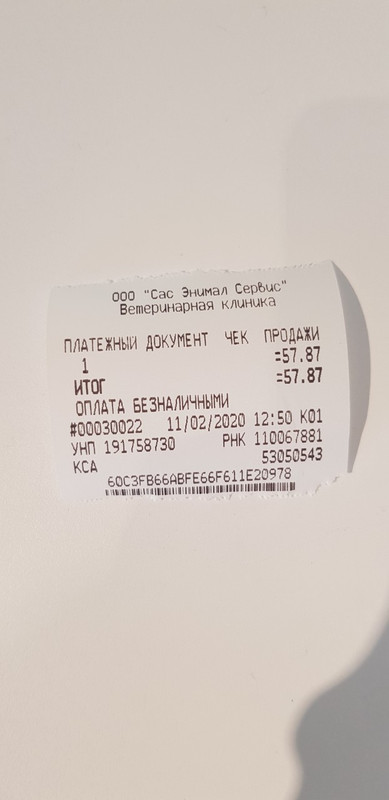 ООО "Сас Энимал Сервис"
Ветеринарная клиника
ПЛАТЕЖНЫЙ ДОКУМЕНТ ЧЕК ПРОДАЖИ
1 =57.87
ИТОГ =57.87
ОПЛАТА БЕЗНАЛИЧНЫМИ
#00030022 11/02/2020 12:50 К01
УНП 191758730 РНК 110067881
КСА 53050543
60C3FB66ABFE66F611E20978